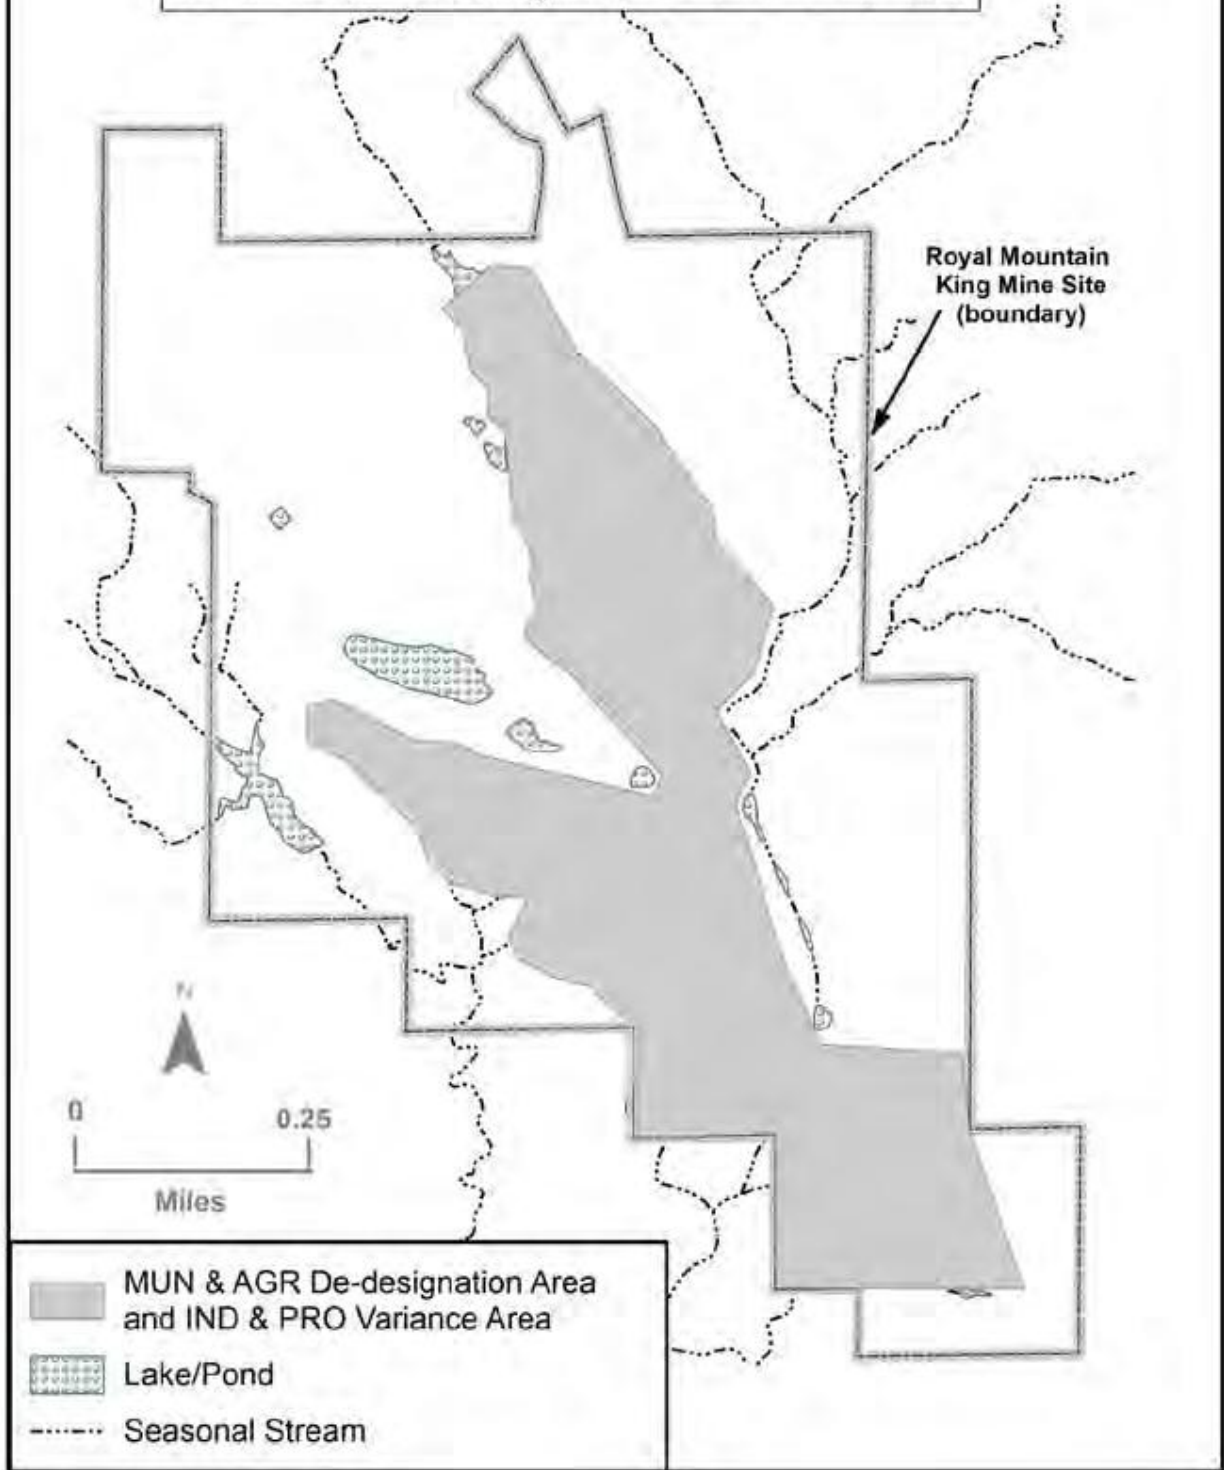 Royal Mountain
King Mine Site
(boundary)
N
0 0.25
Miles
MUN & AGR De-designation Area
and IND & PRO Variance Area
Lake/Pond
Seasonal Stream